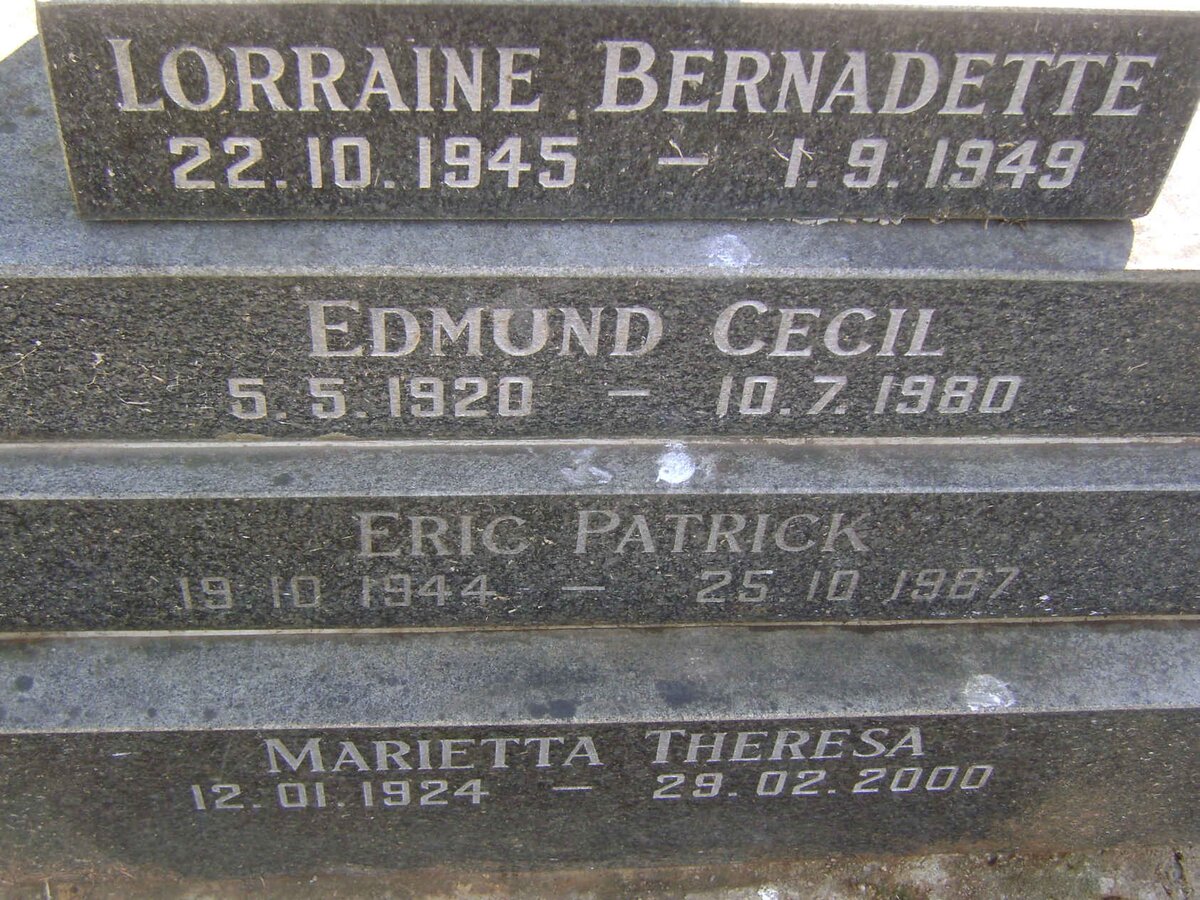 LORRAINE BERNADETTE
22.10.1945 – 1.9.1949
EDMUND CECIL
5.5.1920 – 10.7.1980
ERIC PATRICK
19.10.1944 – 25.10.1987
MARIETTA THERESA
12.01.1924 – 29.02.2000